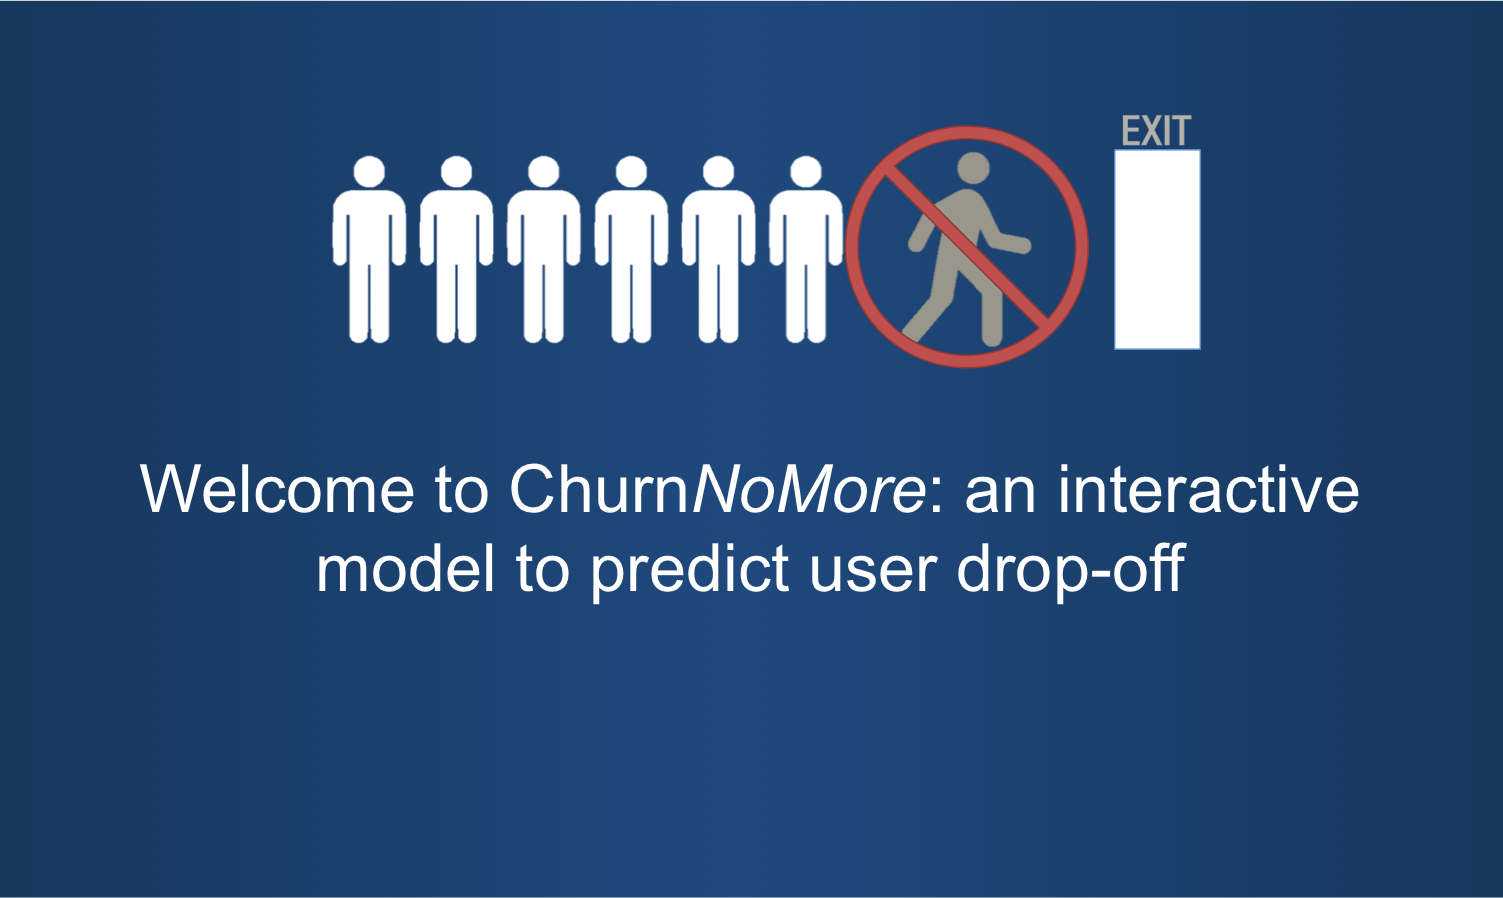 EXIT
Welcome to ChurnNoMore: an interactive
model to predict user drop-off